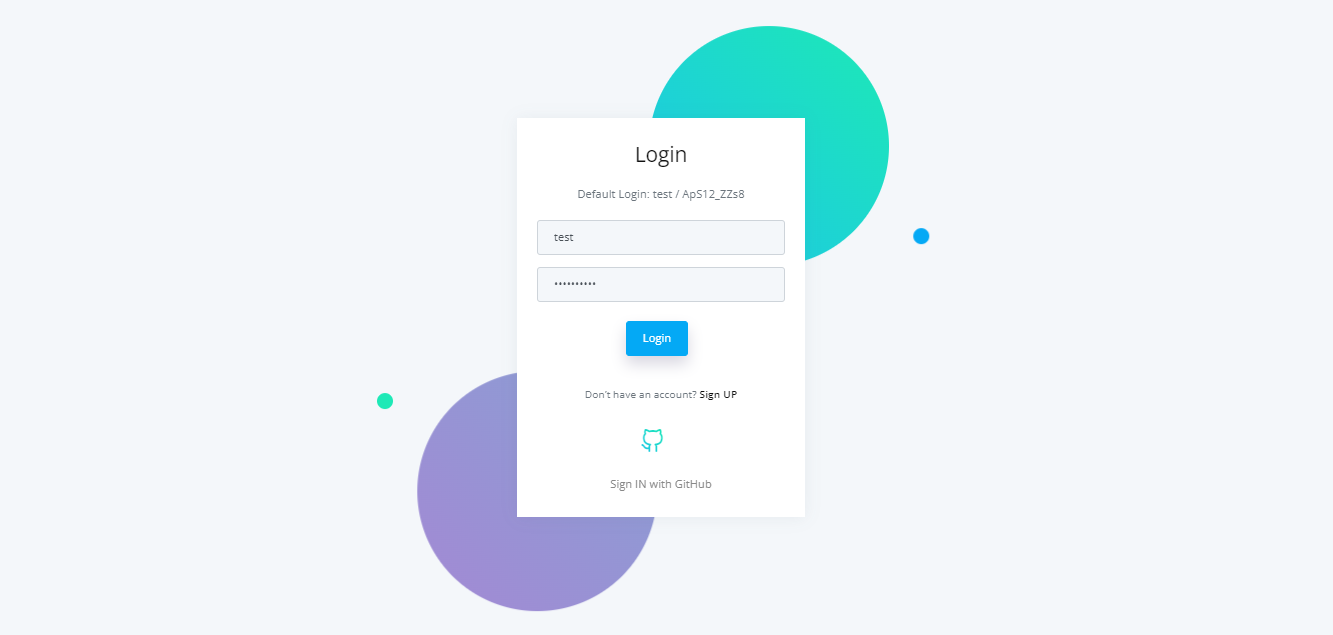 Login
Default Login: test / ApS12_ZZs8
test
••••••••••
Login
Don't have an account? Sign UP
Sign IN with GitHub